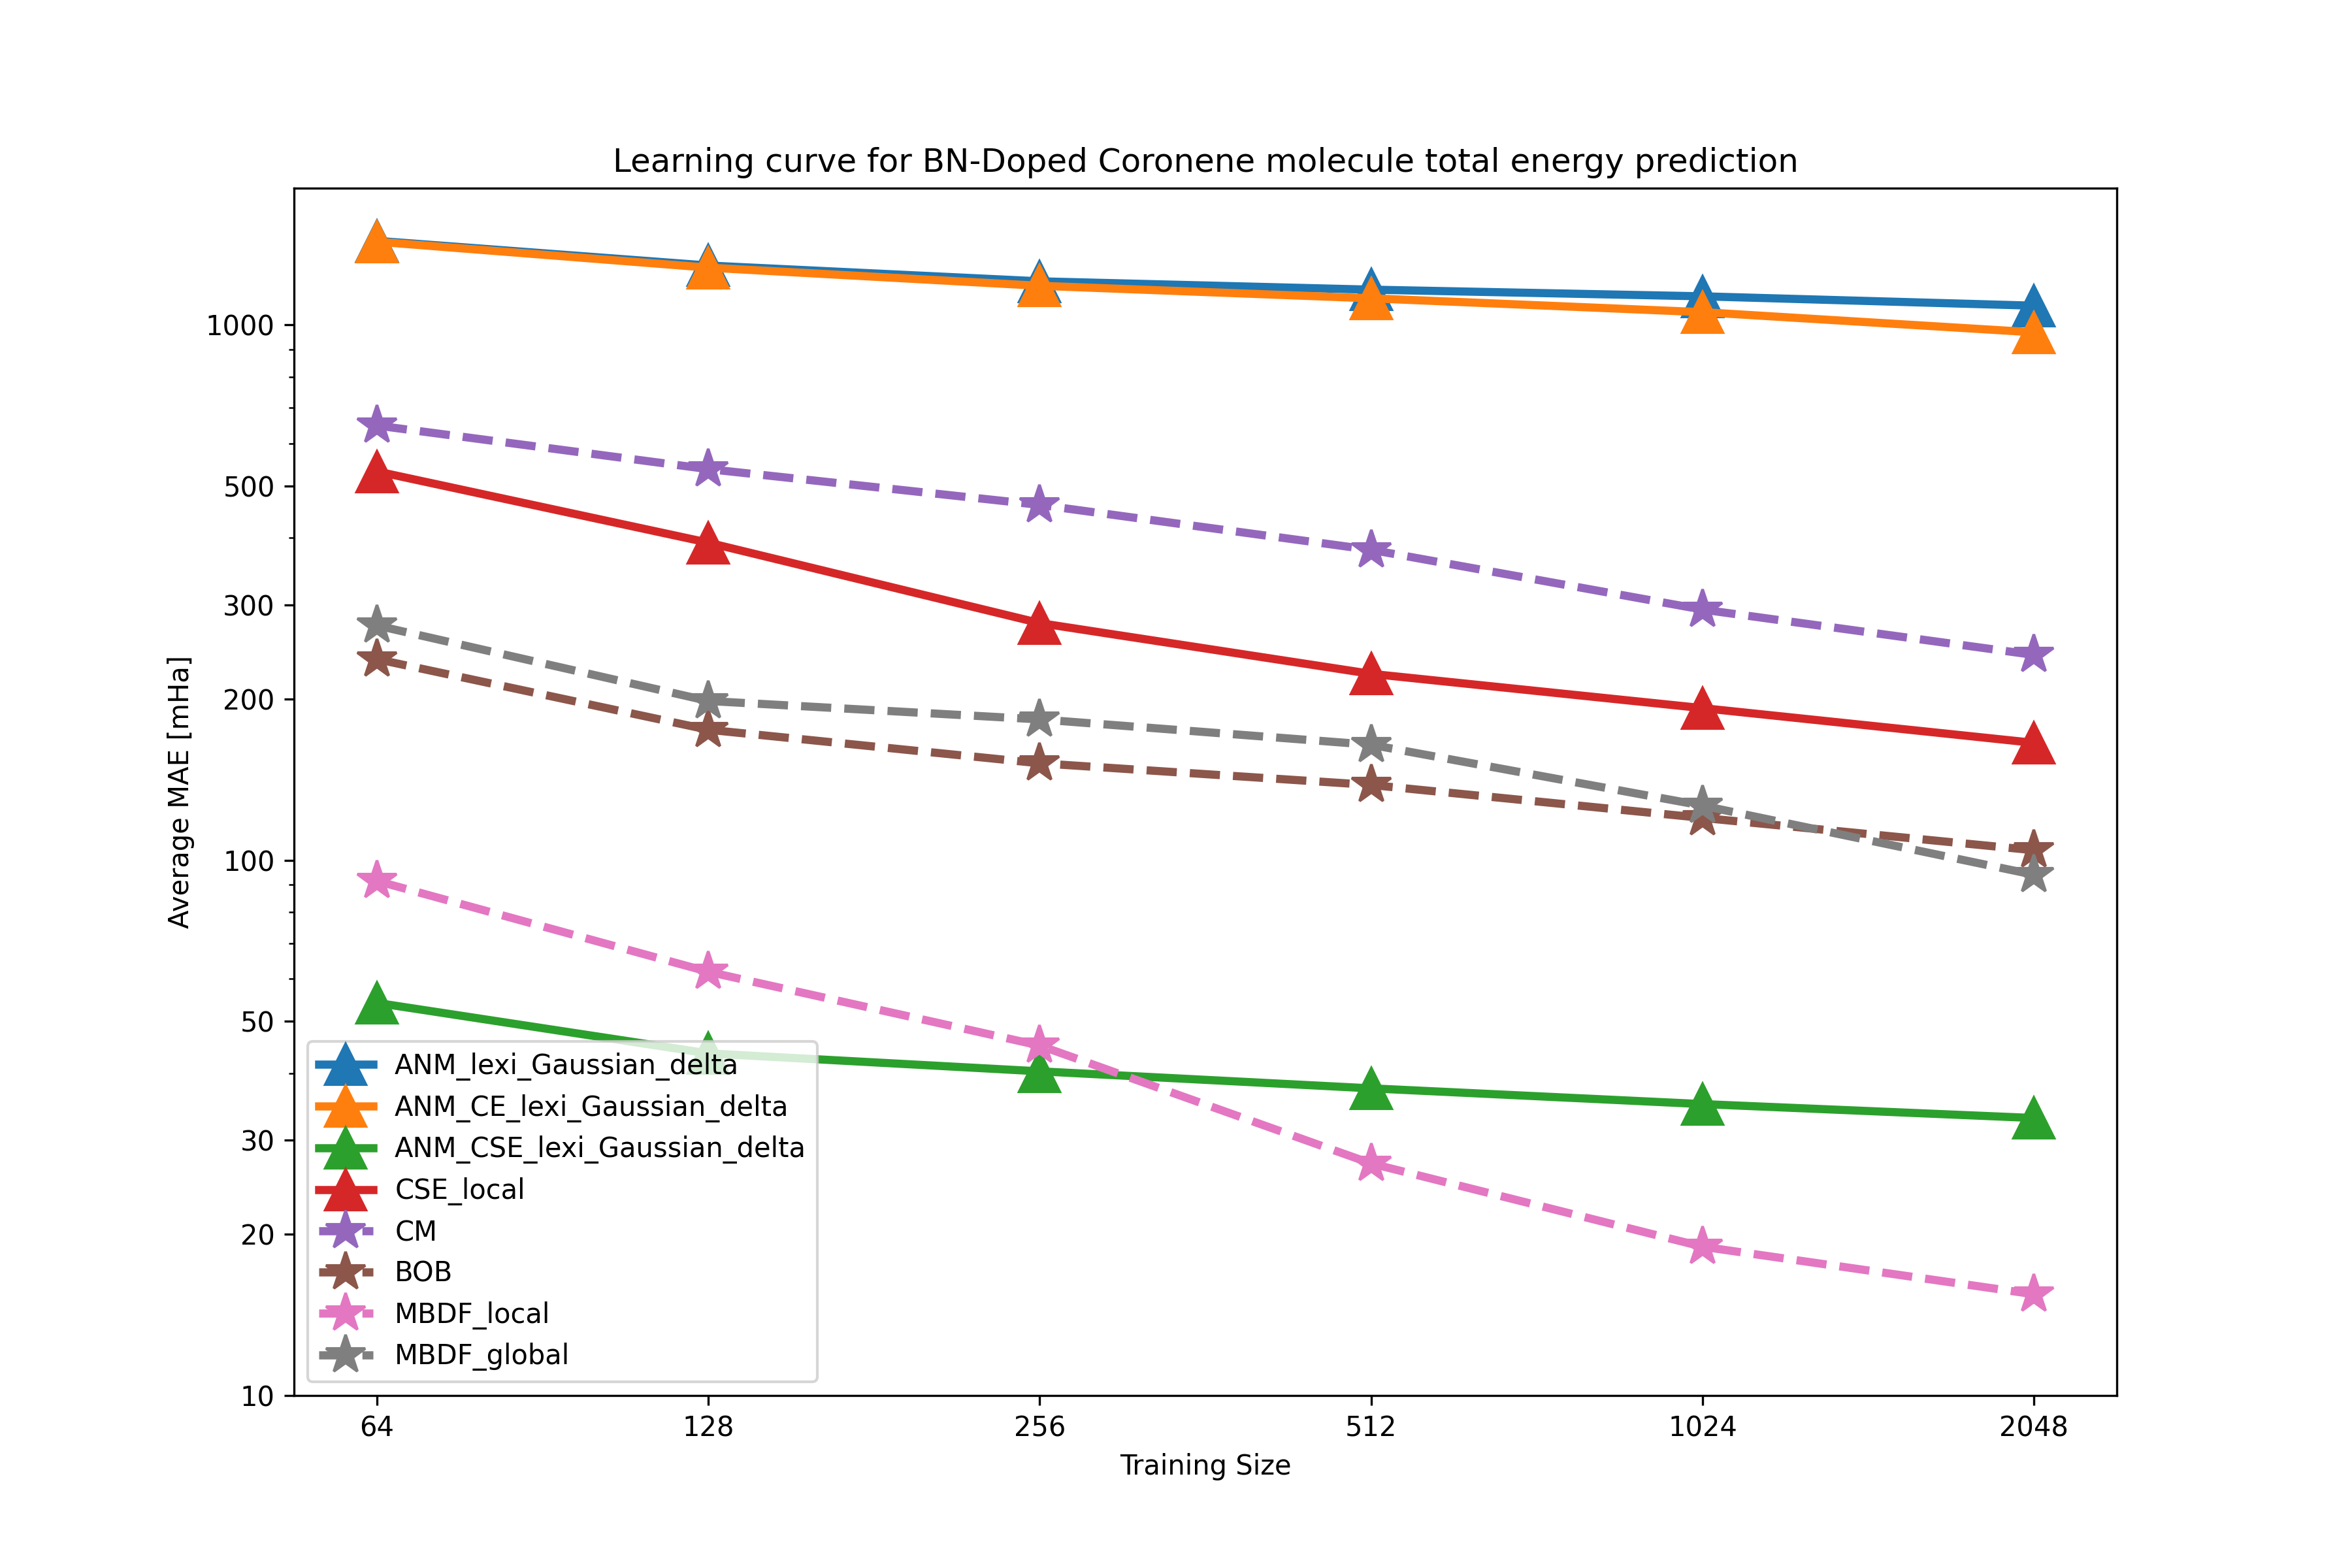 Learning curve for BN-Doped Coronene molecule total energy prediction
Average MAE [mHa]
1000
500
300
200
100
50
30
20
10
ANM_lexi_Gaussian_delta
ANM_CE_lexi_Gaussian_delta
ANM_CSE_lexi_Gaussian_delta
CSE_local
CM
BOB
MBDF_local
MBDF_global
64 128 256 512 1024 2048
Training Size